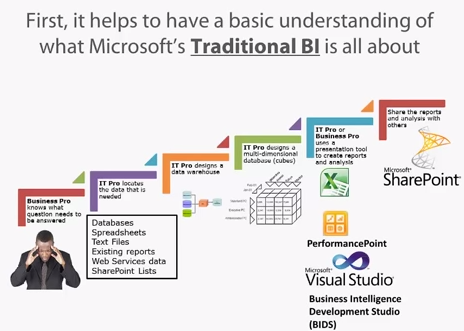 First, it helps to have a basic understanding of
what Microsoft's Traditional BI is all about
Business Pro
knows what
question needs to
be answered
IT Pro locates
the data that is
needed
IT Pro designs a
data warehouse
IT Pro designs a
multi-dimensional
database (cubes)
IT Pro or
Business Pro
uses a
presentation tool
to create reports
and analysis
Share the reports
and analysis with
others
Databases
Spreadsheets
Text Files
Existing reports
Web Services data
SharePoint Lists
PerformancePoint
Microsoft
Visual Studio
Business Intelligence
Development Studio
(BIDS)
Microsoft
SharePoint